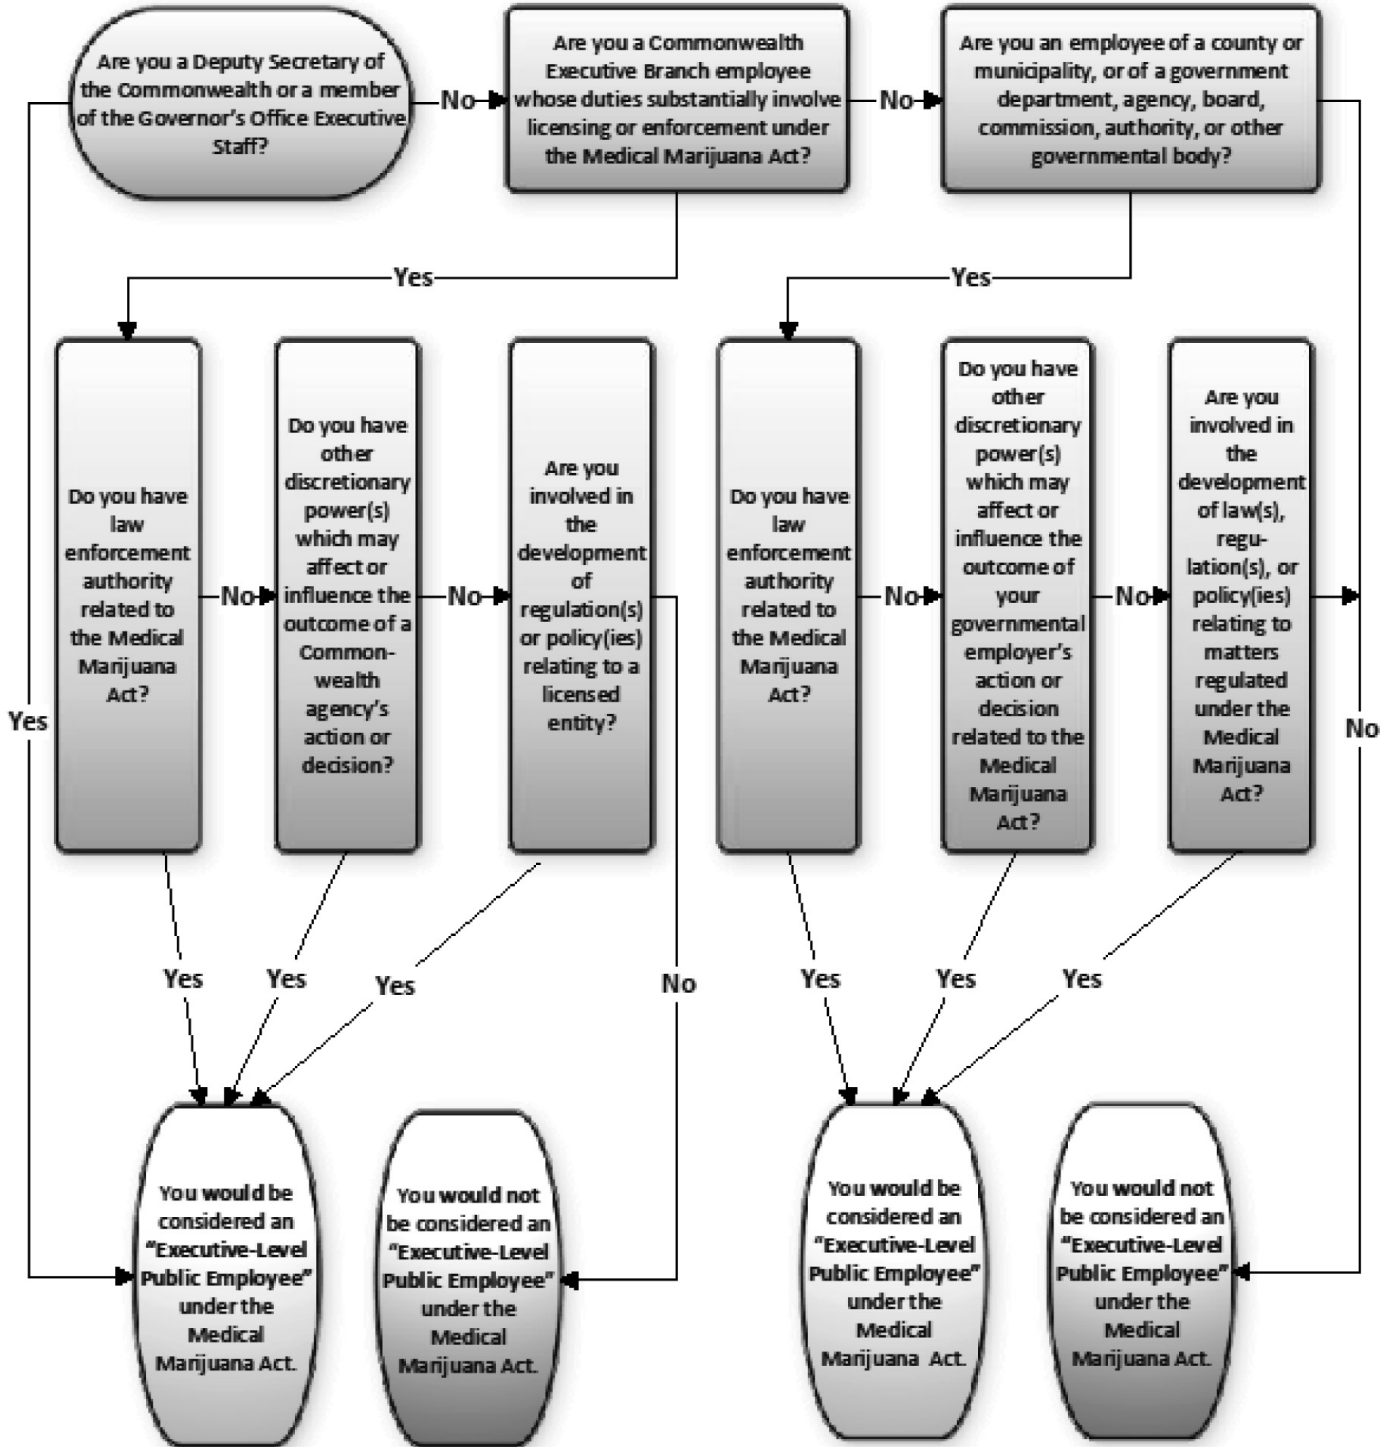 Are you a Deputy Secretary of
the Commonwealth or a member
of the Governor's Office Executive
Staff?
No
Are you a Commonwealth
Executive Branch employee
whose duties substantially involve
licensing or enforcement under
the Medical Marijuana Act?
No
Are you an employee of a county or
municipality, or of a government
department, agency, board,
commission, authority, or other
governmental body?
Yes
Yes
Do you have
law
enforcement
authority
related to
the Medical
Marijuana
Act?
No
Do you have
other
discretionary
power(s)
which may
affect or
influence the
outcome of a
Common-
wealth
agency's
action or
decision?
No
Are you
involved in
the
development
of
regulation(s)
or policy(ies)
relating to a
licensed
entity?
Do you have
law
enforcement
authority
related to
the Medical
Marijuana
Act?
No
Do you have
other
discretionary
power(s)
which may
affect or
influence the
outcome of
your
governmental
employer's
action or
decision
related to the
Medical
Marijuana
Act?
No
Are you
involved in
the
development
of law(s),
regu-
lation(s), or
policy(ies)
relating to
matters
regulated
under the
Medical
Marijuana
Act?
Yes
No
Yes
Yes
Yes
No
Yes
Yes
Yes
You would be
considered an
“Executive-Level
Public Employee”
under the
Medical
Marijuana Act.
You would not
be considered an
“Executive-Level
Public Employee”
under the
Medical
Marijuana Act.
You would be
considered an
“Executive-Level
Public Employee”
under the
Medical
Marijuana Act.
You would not
be considered an
“Executive-Level
Public Employee”
under the
Medical
Marijuana Act.